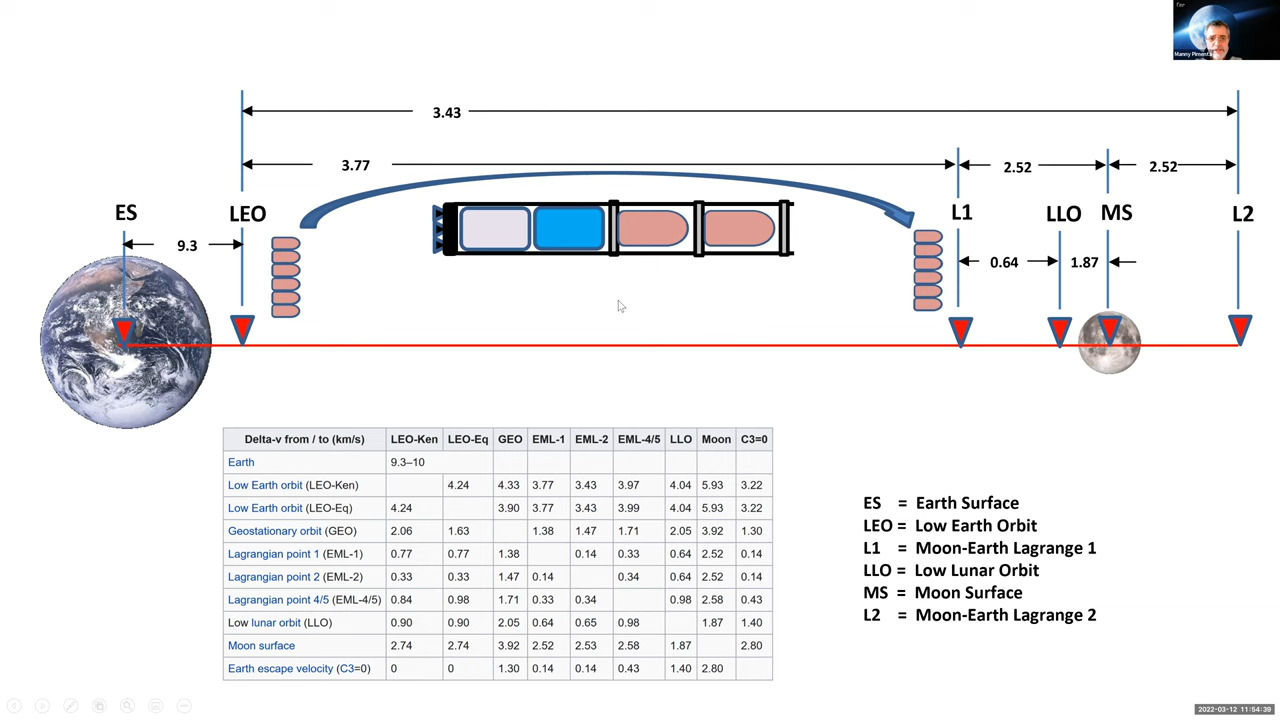 Manny Pimenta
3.43
3.77
2.52
2.52
ES
LEO
L1
LLO
MS
L2
9.3
0.64
1.87
Delta-v from / to (km/s) LEO-Ken LEO-Eq GEO EML-1 EML-2 EML-4/5 LLO Moon C3=0
Earth 9.3–10
Low Earth orbit (LEO-Ken) 4.24 4.33 3.77 3.43 3.97 4.04 5.93 3.22
Low Earth orbit (LEO-Eq) 4.24 3.90 3.77 3.43 3.99 4.04 5.93 3.22
Geostationary orbit (GEO) 2.06 1.63 1.38 1.47 1.71 2.05 3.92 1.30
Lagrangian point 1 (EML-1) 0.77 0.77 1.38 0.14 0.33 0.64 2.52 0.14
Lagrangian point 2 (EML-2) 0.33 0.33 1.47 0.14 0.34 0.64 2.52 0.14
Lagrangian point 4/5 (EML-4/5) 0.84 0.98 1.71 0.33 0.34 0.98 2.58 0.43
Low lunar orbit (LLO) 0.90 0.90 2.05 0.64 0.65 0.98 1.87 1.40
Moon surface 2.74 2.74 3.92 2.52 2.53 2.58 1.87 2.80
Earth escape velocity (C3=0) 0 0 1.30 0.14 0.14 0.43 1.40 2.80
ES = Earth Surface
LEO = Low Earth Orbit
L1 = Moon-Earth Lagrange 1
LLO = Low Lunar Orbit
MS = Moon Surface
L2 = Moon-Earth Lagrange 2
2022-03-12 11:54:39